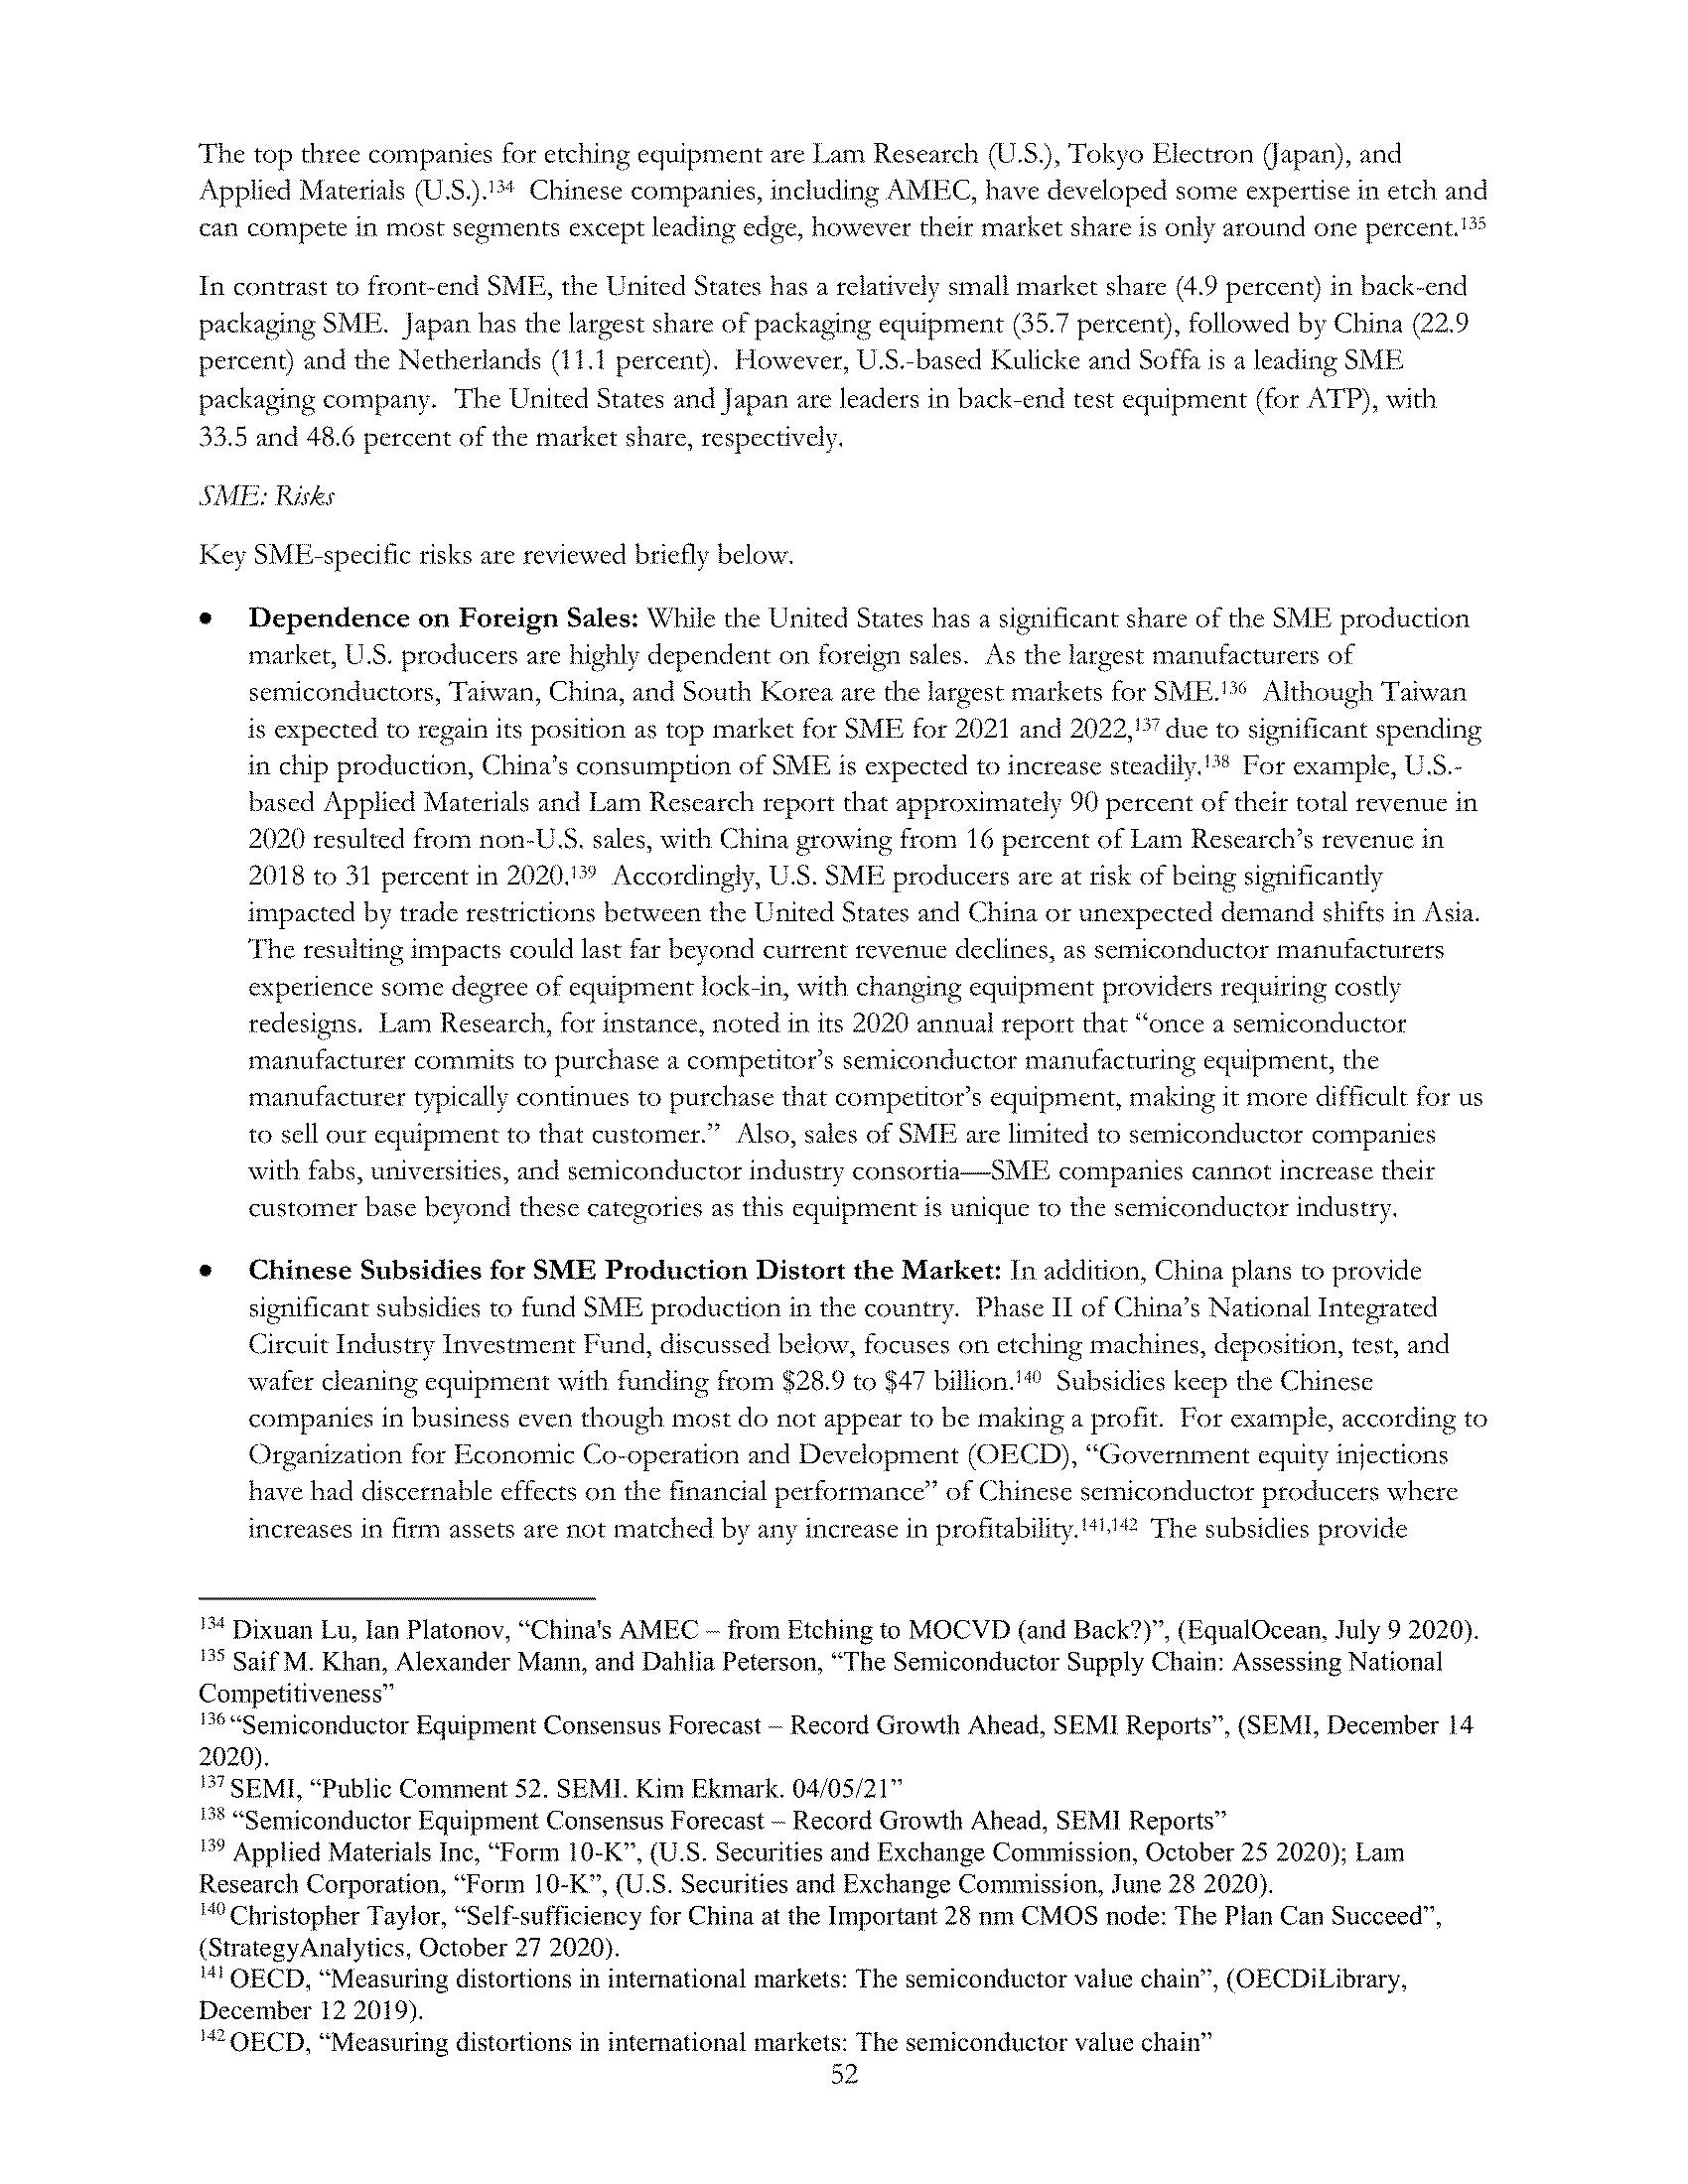 The top three companies for etching equipment are Lam Research (U.S.), Tokyo Electron (Japan), and
Applied Materials (U.S.).134 Chinese companies, including AMEC, have developed some expertise in etch and
can compete in most segments except leading edge, however their market share is only around one percent.135
In contrast to front-end SME, the United States has a relatively small market share (4.9 percent) in back-end
packaging SME. Japan has the largest share of packaging equipment (35.7 percent), followed by China (22.9
percent) and the Netherlands (11.1 percent). However, U.S.-based Kulicke and Soffa is a leading SME
packaging company. The United States and Japan are leaders in back-end test equipment (for ATP), with
33.5 and 48.6 percent of the market share, respectively.
SME: Risks
Key SME-specific risks are reviewed briefly below.
• Dependence on Foreign Sales: While the United States has a significant share of the SME production
market, U.S. producers are highly dependent on foreign sales. As the largest manufacturers of
semiconductors, Taiwan, China, and South Korea are the largest markets for SME.136 Although Taiwan
is expected to regain its position as top market for SME for 2021 and 2022,137 due to significant spending
in chip production, China's consumption of SME is expected to increase steadily.138 For example, U.S.-
based Applied Materials and Lam Research report that approximately 90 percent of their total revenue in
2020 resulted from non-U.S. sales, with China growing from 16 percent of Lam Research's revenue in
2018 to 31 percent in 2020.139 Accordingly, U.S. SME producers are at risk of being significantly
impacted by trade restrictions between the United States and China or unexpected demand shifts in Asia.
The resulting impacts could last far beyond current revenue declines, as semiconductor manufacturers
experience some degree of equipment lock-in, with changing equipment providers requiring costly
redesigns. Lam Research, for instance, noted in its 2020 annual report that “once a semiconductor
manufacturer commits to purchase a competitor's semiconductor manufacturing equipment, the
manufacturer typically continues to purchase that competitor's equipment, making it more difficult for us
to sell our equipment to that customer.” Also, sales of SME are limited to semiconductor companies
with fabs, universities, and semiconductor industry consortia—SME companies cannot increase their
customer base beyond these categories as this equipment is unique to the semiconductor industry.
• Chinese Subsidies for SME Production Distort the Market: In addition, China plans to provide
significant subsidies to fund SME production in the country. Phase II of China's National Integrated
Circuit Industry Investment Fund, discussed below, focuses on etching machines, deposition, test, and
wafer cleaning equipment with funding from $28.9 to $47 billion.140 Subsidies keep the Chinese
companies in business even though most do not appear to be making a profit. For example, according to
Organization for Economic Co-operation and Development (OECD), “Government equity injections
have had discernable effects on the financial performance” of Chinese semiconductor producers where
increases in firm assets are not matched by any increase in profitability.141,142 The subsidies provide
134 Dixuan Lu, Ian Platonov, “China's AMEC – from Etching to MOCVD (and Back?)”, (EqualOcean, July 9 2020).
135 Saif M. Khan, Alexander Mann, and Dahlia Peterson, “The Semiconductor Supply Chain: Assessing National
Competitiveness”
136 “Semiconductor Equipment Consensus Forecast – Record Growth Ahead, SEMI Reports”, (SEMI, December 14
2020).
137 SEMI, “Public Comment 52. SEMI. Kim Ekmark. 04/05/21”
138 “Semiconductor Equipment Consensus Forecast – Record Growth Ahead, SEMI Reports”
139 Applied Materials Inc, “Form 10-K”, (U.S. Securities and Exchange Commission, October 25 2020); Lam
Research Corporation, “Form 10-K”, (U.S. Securities and Exchange Commission, June 28 2020).
140 Christopher Taylor, “Self-sufficiency for China at the Important 28 nm CMOS node: The Plan Can Succeed”,
(StrategyAnalytics, October 27 2020).
141 OECD, “Measuring distortions in international markets: The semiconductor value chain”, (OECDiLibrary,
December 12 2019).
142 OECD, “Measuring distortions in international markets: The semiconductor value chain”
52